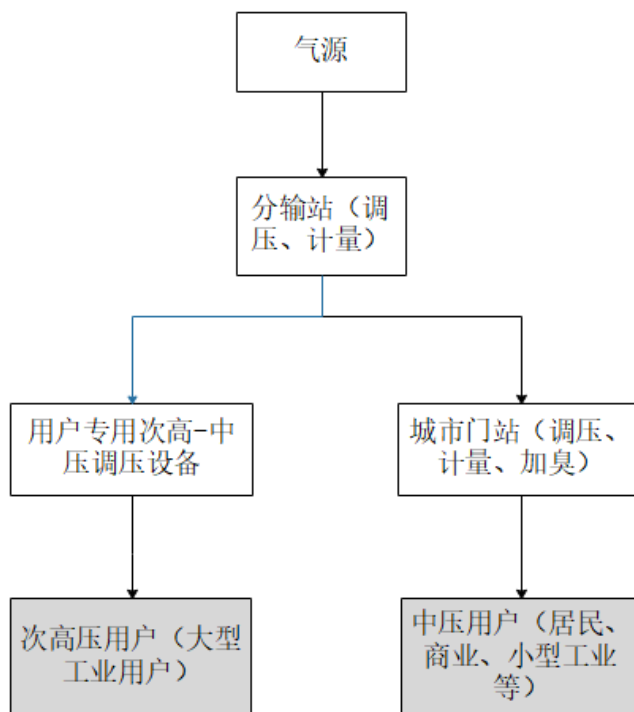 气源
分输站（调
压、计量）
用户专用次高-中
压调压设备
城市门站（调压、
计量、加臭）
次高压用户（大型
工业用户）
中压用户（居民、
商业、小型工业
等）